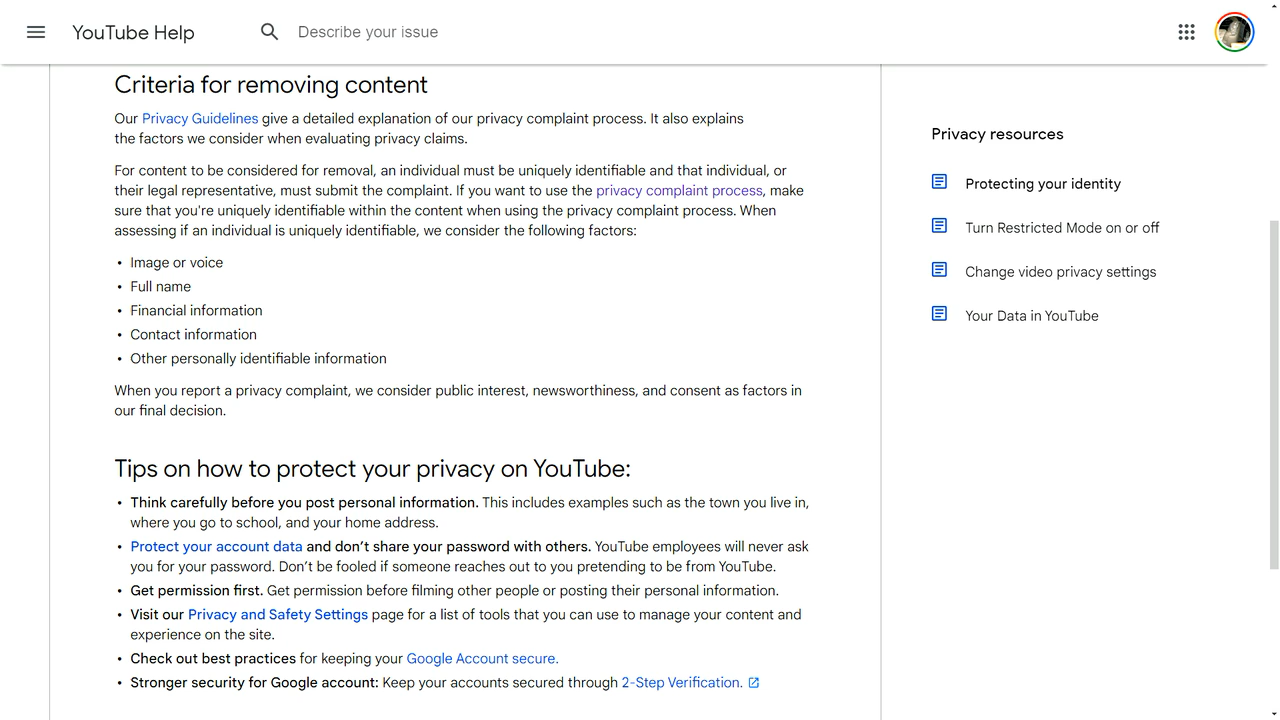 YouTube Help
Describe your issue
Criteria for removing content
Our Privacy Guidelines give a detailed explanation of our privacy complaint process. It also explains
the factors we consider when evaluating privacy claims.
For content to be considered for removal, an individual must be uniquely identifiable and that individual, or
their legal representative, must submit the complaint. If you want to use the privacy complaint process, make
sure that you're uniquely identifiable within the content when using the privacy complaint process. When
assessing if an individual is uniquely identifiable, we consider the following factors:
• Image or voice
• Full name
• Financial information
• Contact information
• Other personally identifiable information
When you report a privacy complaint, we consider public interest, newsworthiness, and consent as factors in
our final decision.
Tips on how to protect your privacy on YouTube:
• Think carefully before you post personal information. This includes examples such as the town you live in,
where you go to school, and your home address.
• Protect your account data and don’t share your password with others. YouTube employees will never ask
you for your password. Don’t be fooled if someone reaches out to you pretending to be from YouTube.
• Get permission first. Get permission before filming other people or posting their personal information.
• Visit our Privacy and Safety Settings page for a list of tools that you can use to manage your content and
experience on the site.
• Check out best practices for keeping your Google Account secure.
• Stronger security for Google account: Keep your accounts secured through 2-Step Verification.
Privacy resources
Protecting your identity
Turn Restricted Mode on or off
Change video privacy settings
Your Data in YouTube